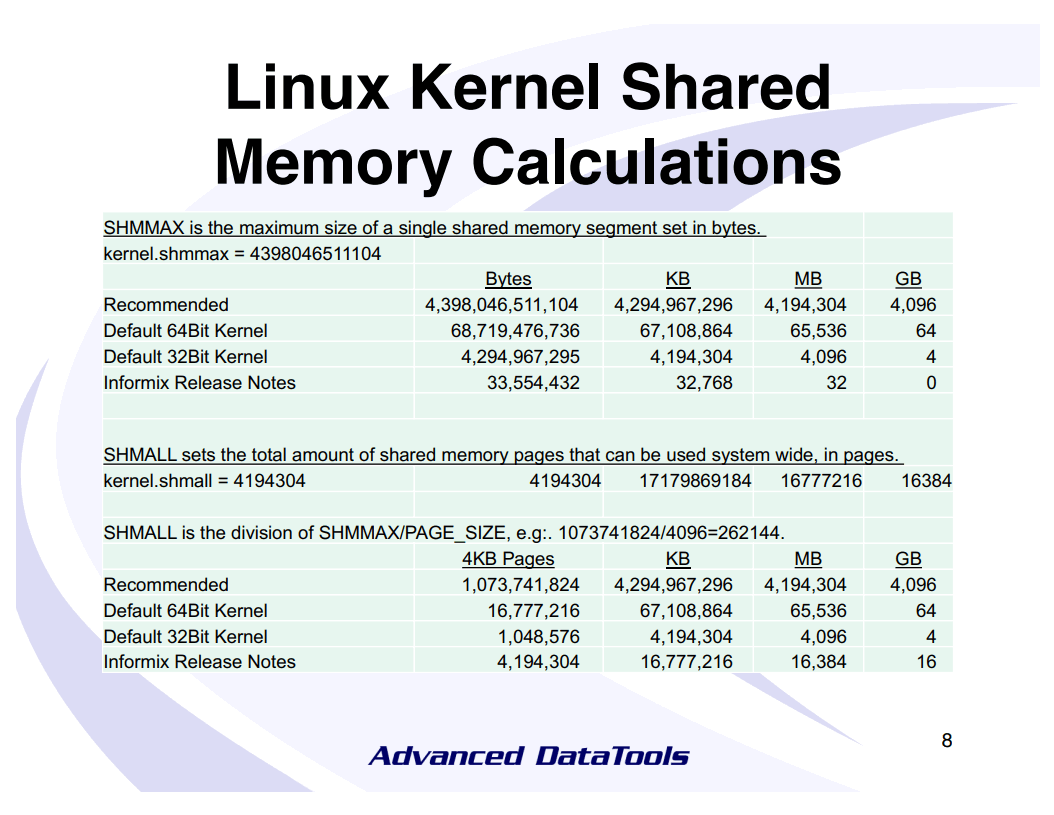 Linux Kernel Shared
Memory Calculations
SHMMAX is the maximum size of a single shared memory segment set in bytes.
kernel.shmmax = 4398046511104
Bytes KB MB GB
Recommended 4,398,046,511,104 4,294,967,296 4,194,304 4,096
Default 64Bit Kernel 68,719,476,736 67,108,864 65,536 64
Default 32Bit Kernel 4,294,967,295 4,194,304 4,096 4
Informix Release Notes 33,554,432 32,768 32 0
SHMALL sets the total amount of shared memory pages that can be used system wide, in pages.
kernel.shmall = 4194304 4194304 17179869184 16777216 16384
SHMALL is the division of SHMMAX/PAGE_SIZE, e.g:. 1073741824/4096=262144.
4KB Pages KB MB GB
Recommended 1,073,741,824 4,294,967,296 4,194,304 4,096
Default 64Bit Kernel 16,777,216 67,108,864 65,536 64
Default 32Bit Kernel 1,048,576 4,194,304 4,096 4
Informix Release Notes 4,194,304 16,777,216 16,384 16
Advanced DataTools
8